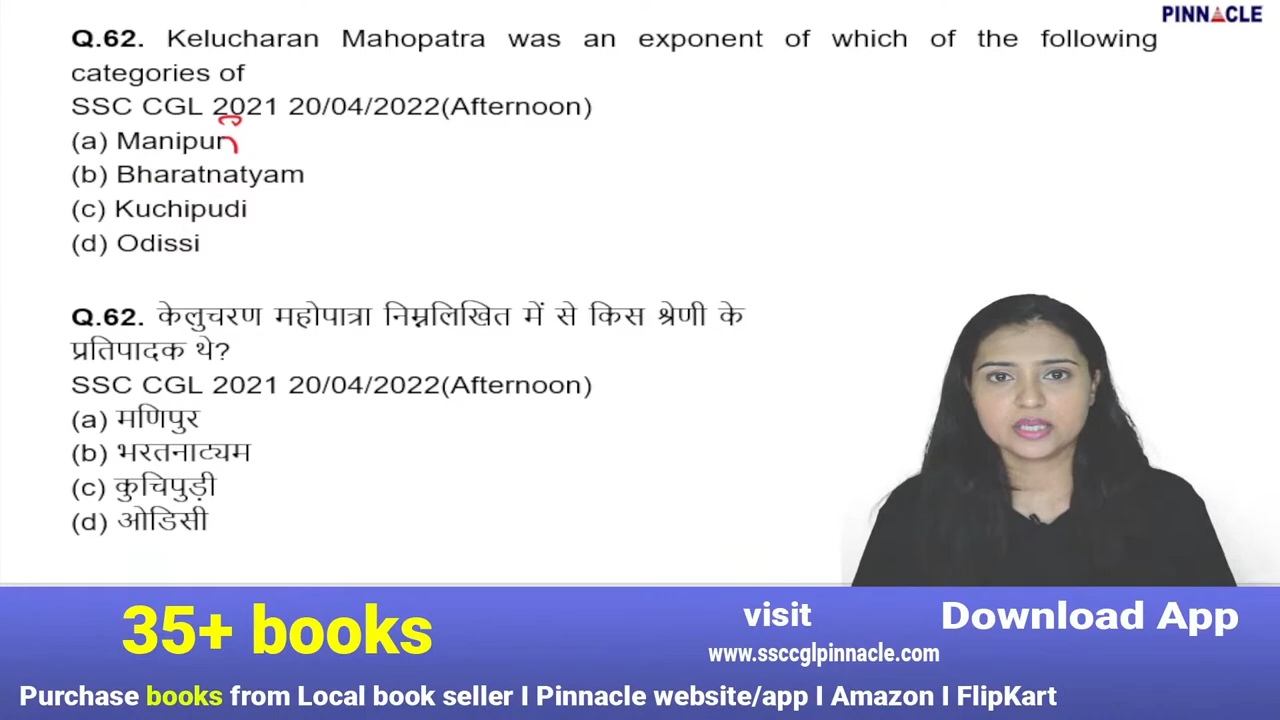 PINNACLE
Q.62. Kelucharan Mahopatra was an exponent of which of the following
categories of
SSC CGL 2021 20/04/2022(Afternoon)
(a) Manipur
(b) Bharatnatyam
(c) Kuchipudi
(d) Odissi
Q.62. केलुचरण महोपात्रा निम्नलिखित में से किस श्रेणी के
प्रतिपादक थे?
SSC CGL 2021 20/04/2022(Afternoon)
(a) मणिपुर
(b) भरतनाट्यम
(c) कुचिपुड़ी
(d) ओडिसी
35+ books
visit
www.ssccglpinnacle.com
Download App
Purchase books from Local book seller I Pinnacle website/app I Amazon I FlipKart